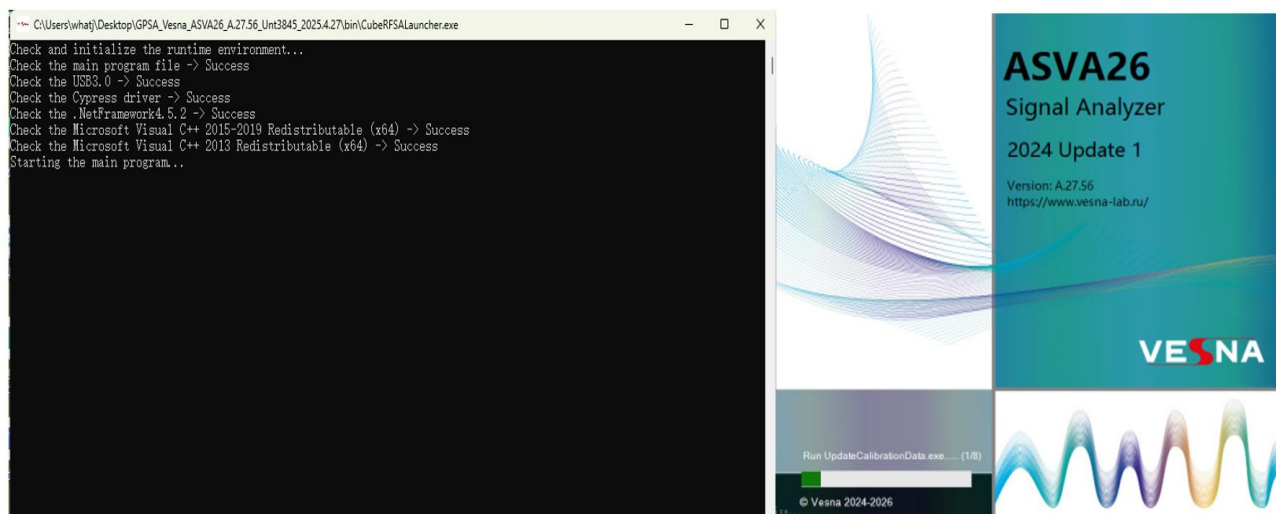 C:\Users\whatj\Desktop\GPSA_Vesna_ASVA26_A.27.56_Unt3845_2025.4.27\bin\CubeRFSALauncher.exe
Check and initialize the runtime environment...
Check the main program file -> Success
Check the USB3.0 -> Success
Check the Cypress driver -> Success
Check the .NetFramework4.5.2 -> Success
Check the Microsoft Visual C++ 2015-2019 Redistributable (x64) -> Success
Check the Microsoft Visual C++ 2013 Redistributable (x64) -> Success
Starting the main program...
ASVA26
Signal Analyzer
2024 Update 1
Version: A.27.56
https://www.vesna-lab.ru/
VESNA
Run UpdateCalibrationData.exe..... (1/8)
© Vesna 2024-2026